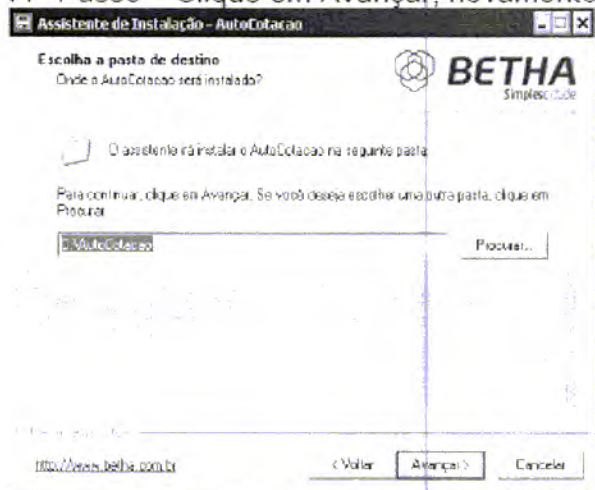 Passo - Clique em Avançar, novamente
Assistente de Instalação - AutoCotacao
Escolha a pasta de destino
Onde o AutoCotacao será instalado?
BETHA
Simplescidade
O assistente irá instalar o AutoCotacao na seguinte pasta.
Para continuar, clique em Avançar. Se você deseja escolher uma outra pasta, clique em
Procurar.
C:\AutoCotacao
Procurar...
http://www.betha.com.br
< Voltar
Avançar >
Cancelar